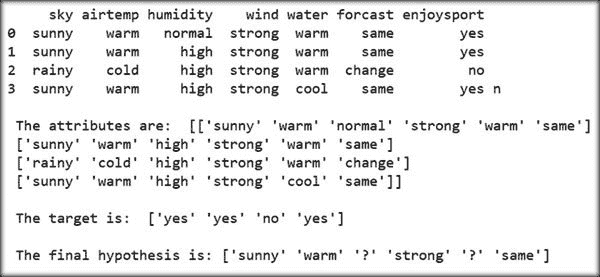 sky airtemp humidity wind water forcast enjoysport
0 sunny warm normal strong warm same yes
1 sunny warm high strong warm same yes
2 rainy cold high strong warm change no
3 sunny warm high strong cool same yes n
The attributes are: [['sunny' 'warm' 'normal' 'strong' 'warm' 'same']
['sunny' 'warm' 'high' 'strong' 'warm' 'same']
['rainy' 'cold' 'high' 'strong' 'warm' 'change']
['sunny' 'warm' 'high' 'strong' 'cool' 'same']]
The target is: ['yes' 'yes' 'no' 'yes']
The final hypothesis is: ['sunny' 'warm' '?' 'strong' '?' 'same']